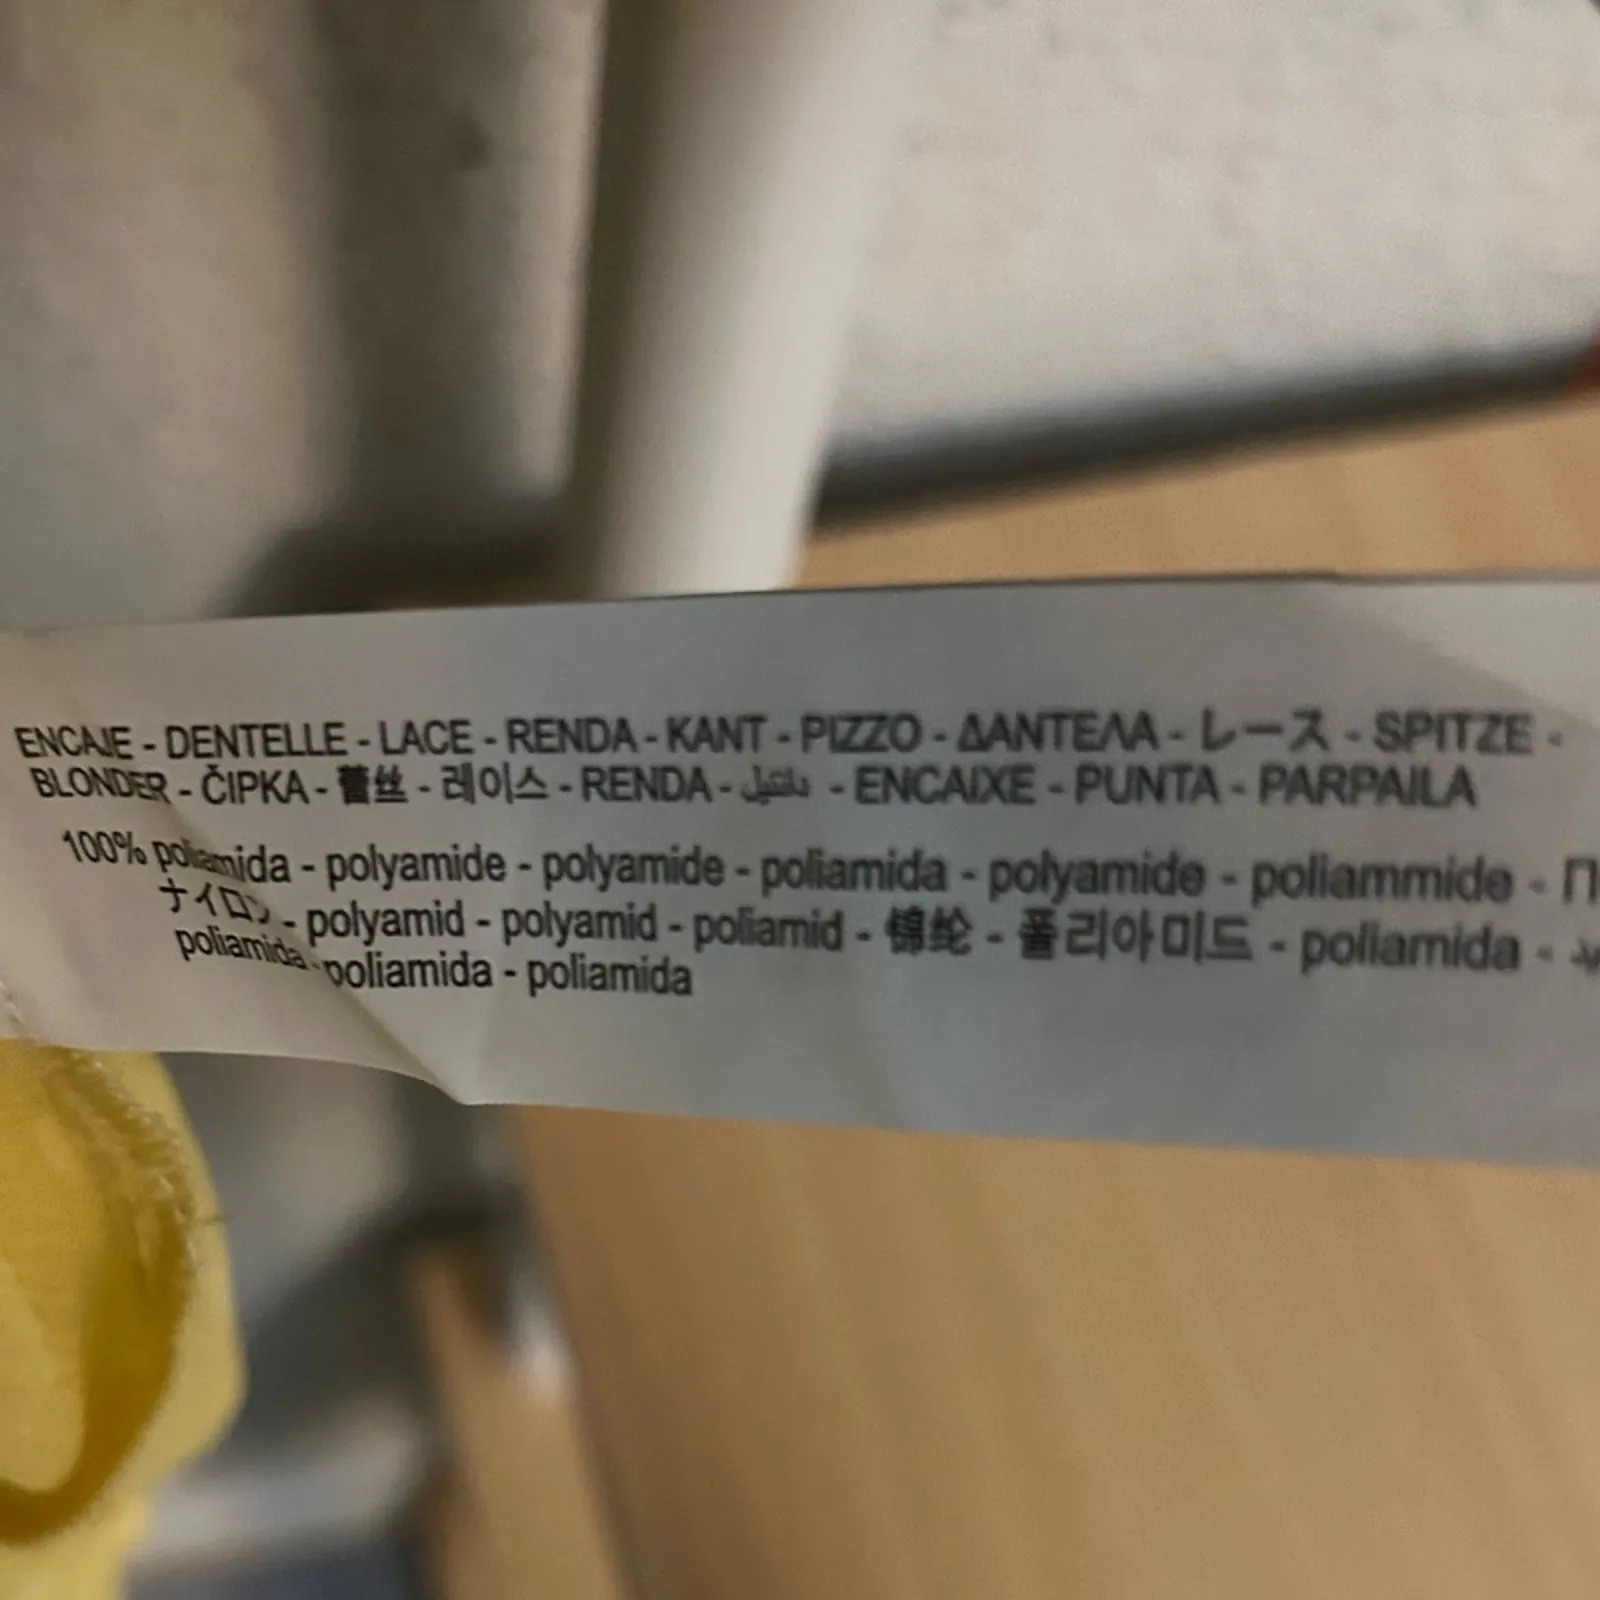 ENCAJE - DENTELLE - LACE - RENDA - KANT - PIZZO - ΔΑΝΤΕΛΑ - レース - SPITZE -
BLONDER - ČIPKA - 蕾丝 - 레이스 - RENDA - دانتيل - ENCAIXE - PUNTA - PARPAILA
100% poliamida - polyamide - polyamide - poliamida - polyamide - poliammide -
ナイロン - polyamid - polyamid - poliamid - 锦纶 - 폴리아미드 - poliamida -
poliamida - poliamida - poliamida